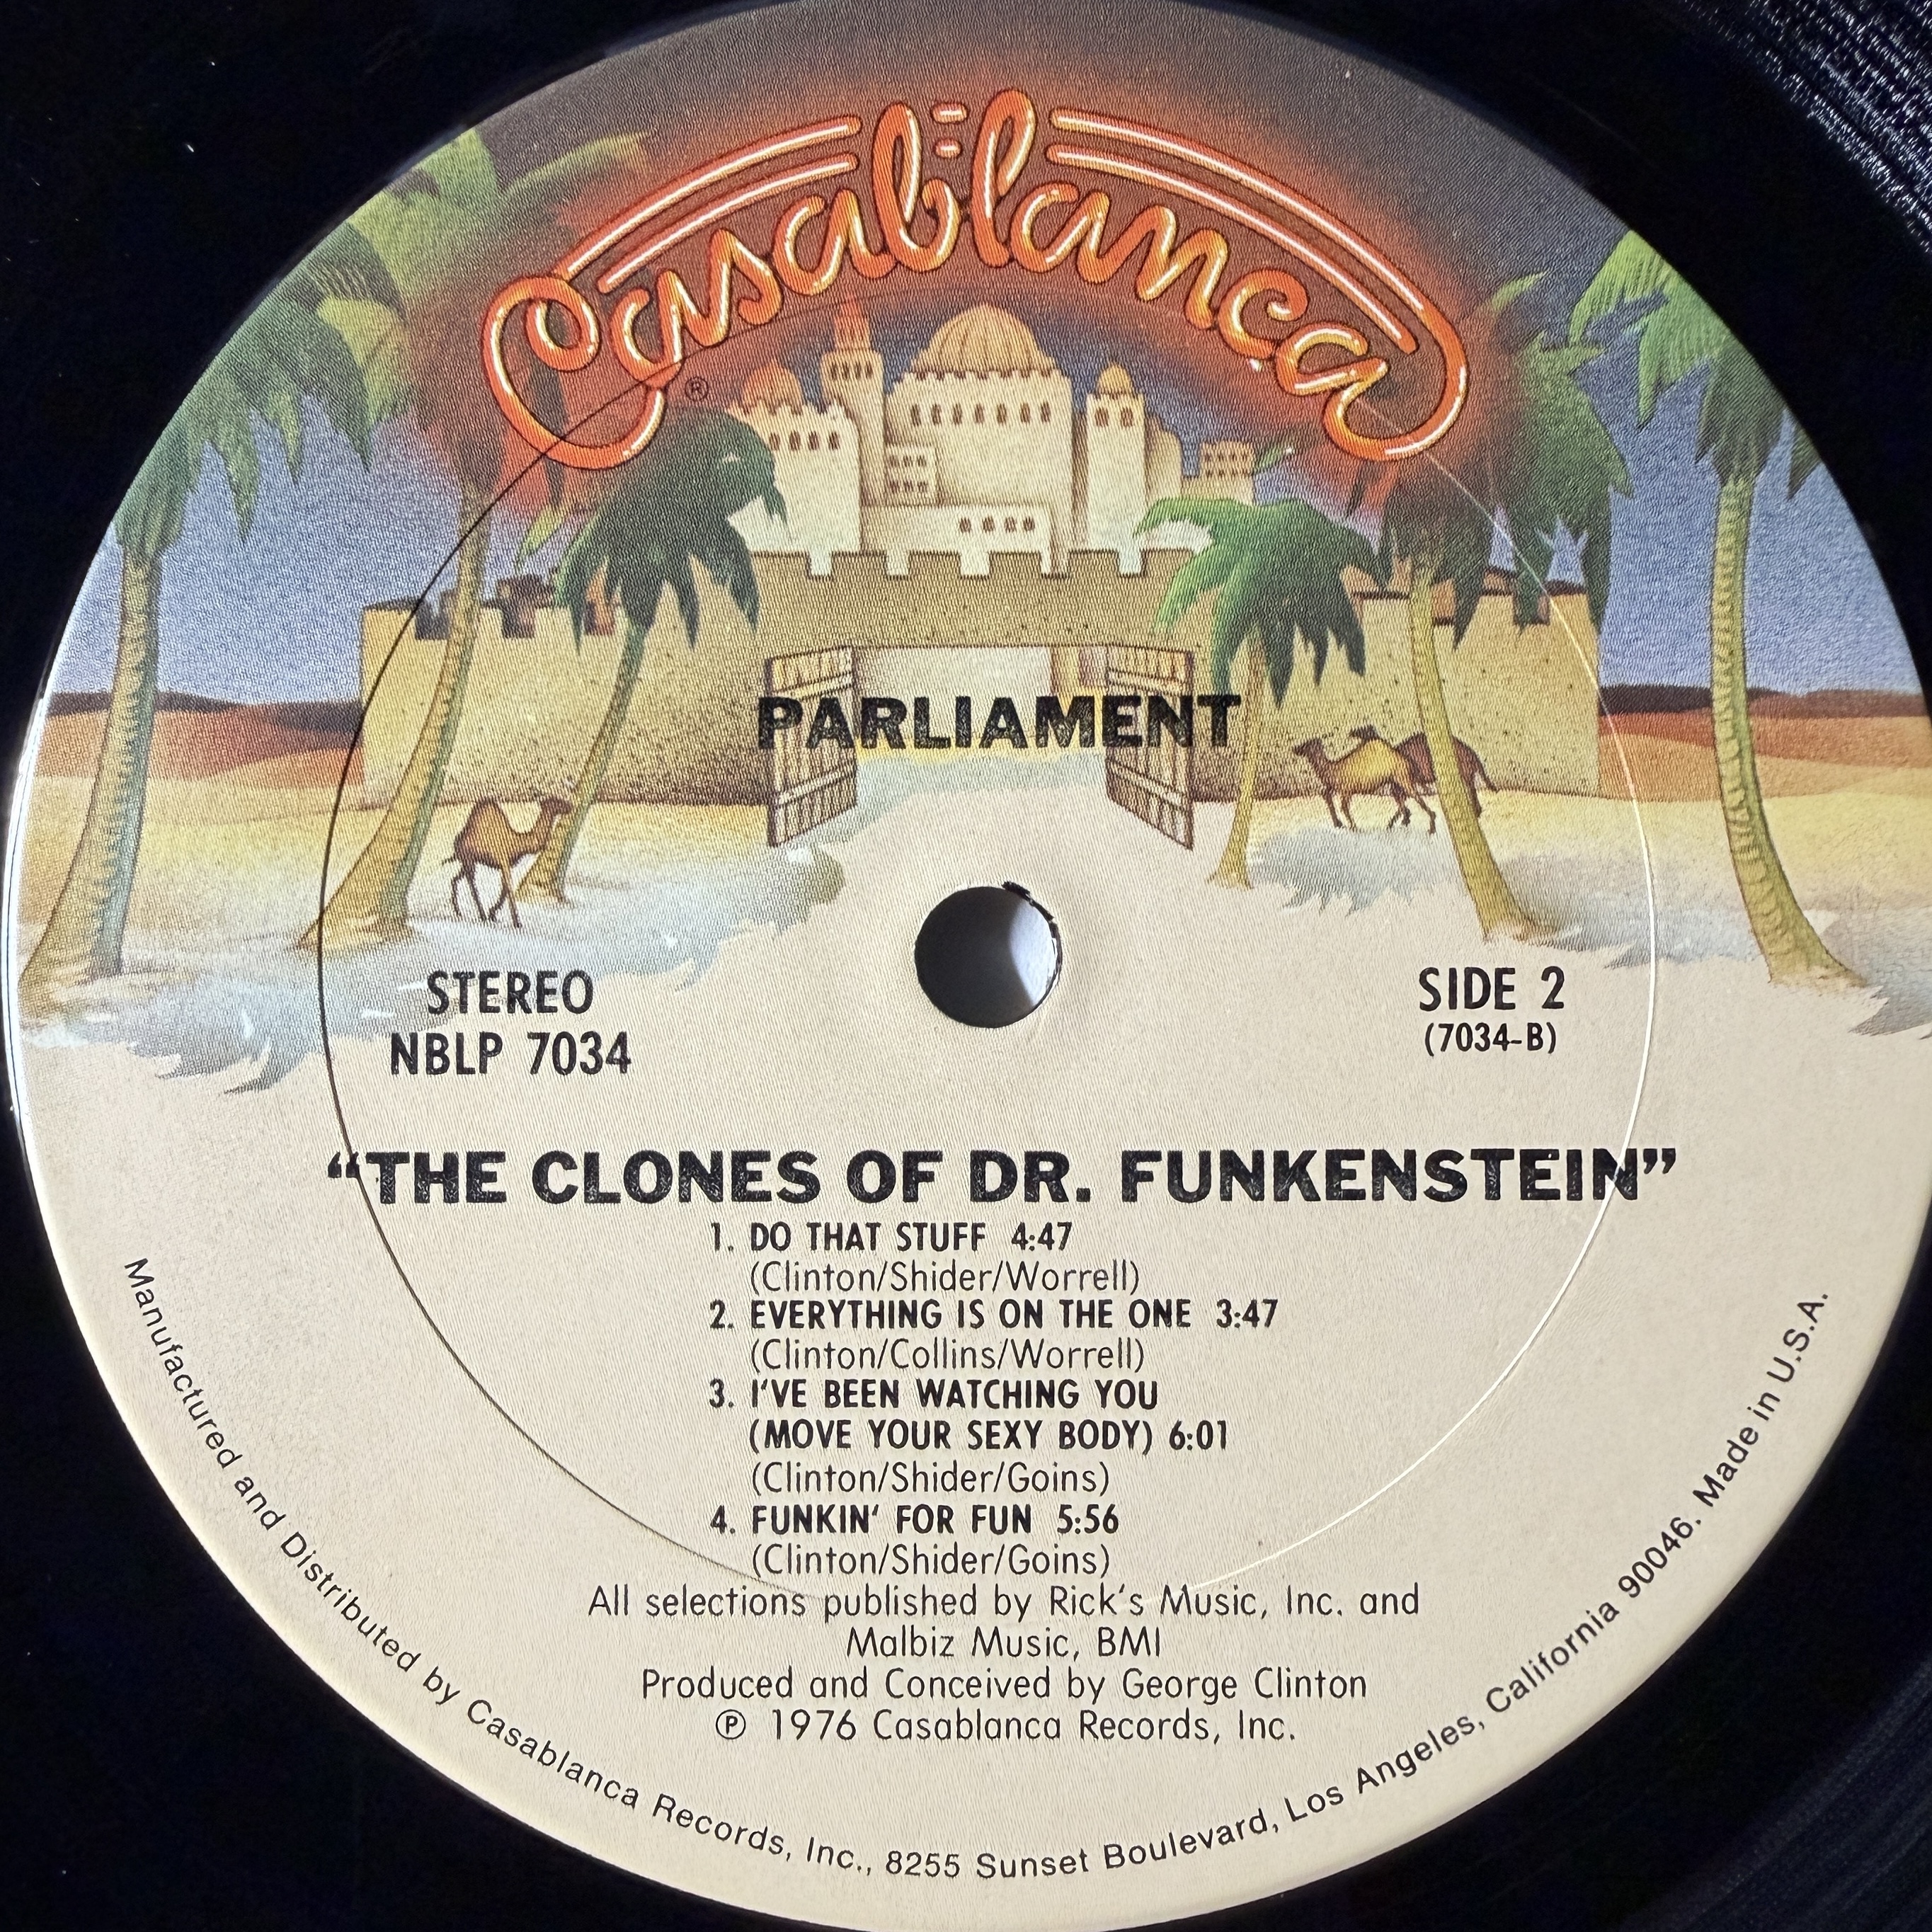 Casablanca
®
PARLIAMENT
STEREO
NBLP 7034
SIDE 2
(7034-B)
“THE CLONES OF DR. FUNKENSTEIN”
1. DO THAT STUFF 4:47
(Clinton/Shider/Worrell)
2. EVERYTHING IS ON THE ONE 3:47
(Clinton/Collins/Worrell)
3. I'VE BEEN WATCHING YOU
(MOVE YOUR SEXY BODY) 6:01
(Clinton/Shider/Goins)
4. FUNKIN' FOR FUN 5:56
(Clinton/Shider/Goins)
All selections published by Rick's Music, Inc. and
Malbiz Music, BMI
Produced and Conceived by George Clinton
℗ 1976 Casablanca Records, Inc.
Manufactured and Distributed by Casablanca Records, Inc., 8255 Sunset Boulevard, Los Angeles, California 90046. Made in U.S.A.